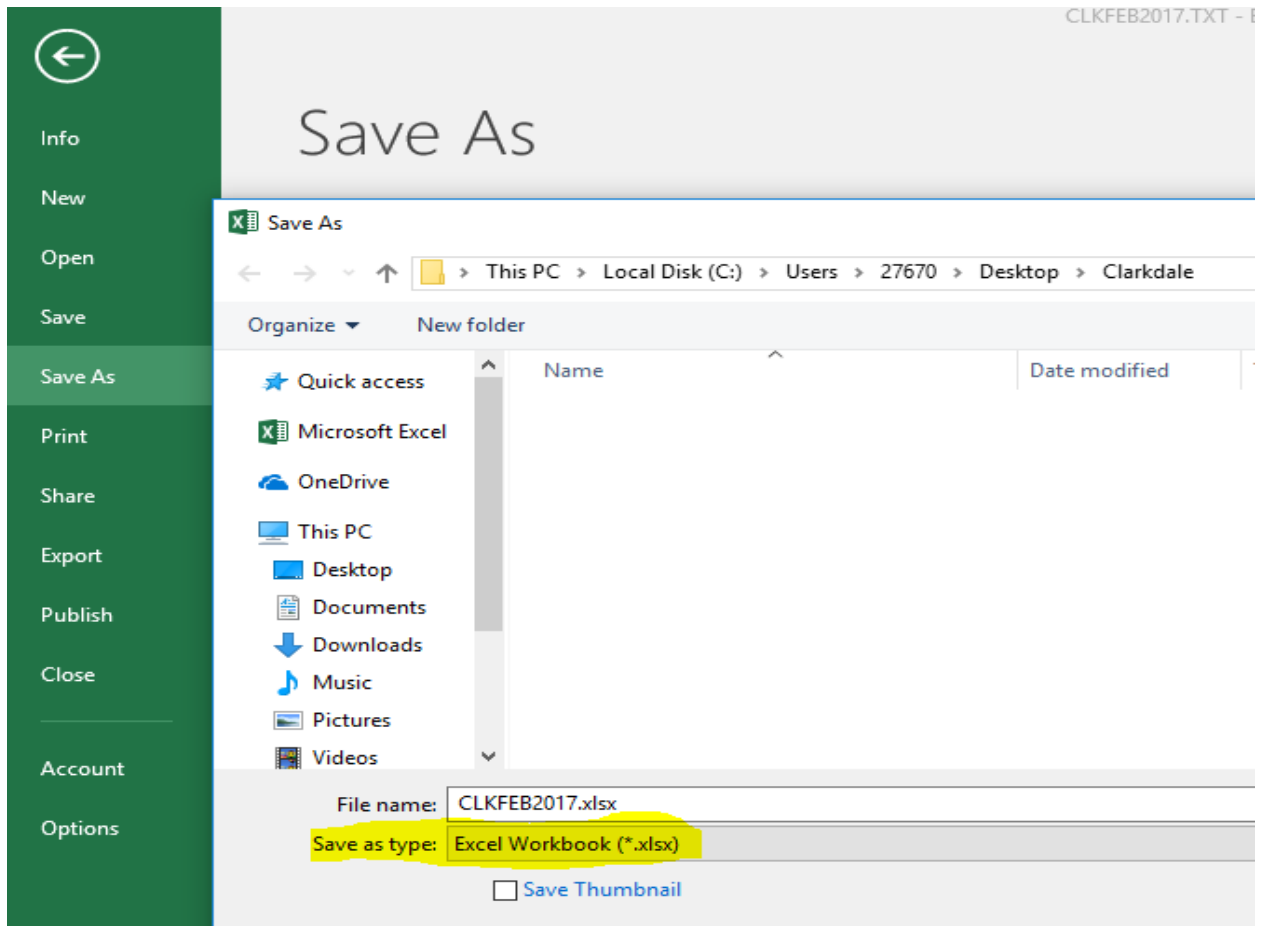 CLKFEB2017.TXT - E
Info
Save As
New
Save As
Open
This PC > Local Disk (C:) > Users > 27670 > Desktop > Clarkdale
Save
Organize New folder
Save As
Name Date modified
Quick access
Print
Microsoft Excel
Share
OneDrive
This PC
Export
Desktop
Documents
Publish
Downloads
Close
Music
Pictures
Videos
Account
File name: CLKFEB2017.xlsx
Options
Save as type: Excel Workbook (*.xlsx)
Save Thumbnail